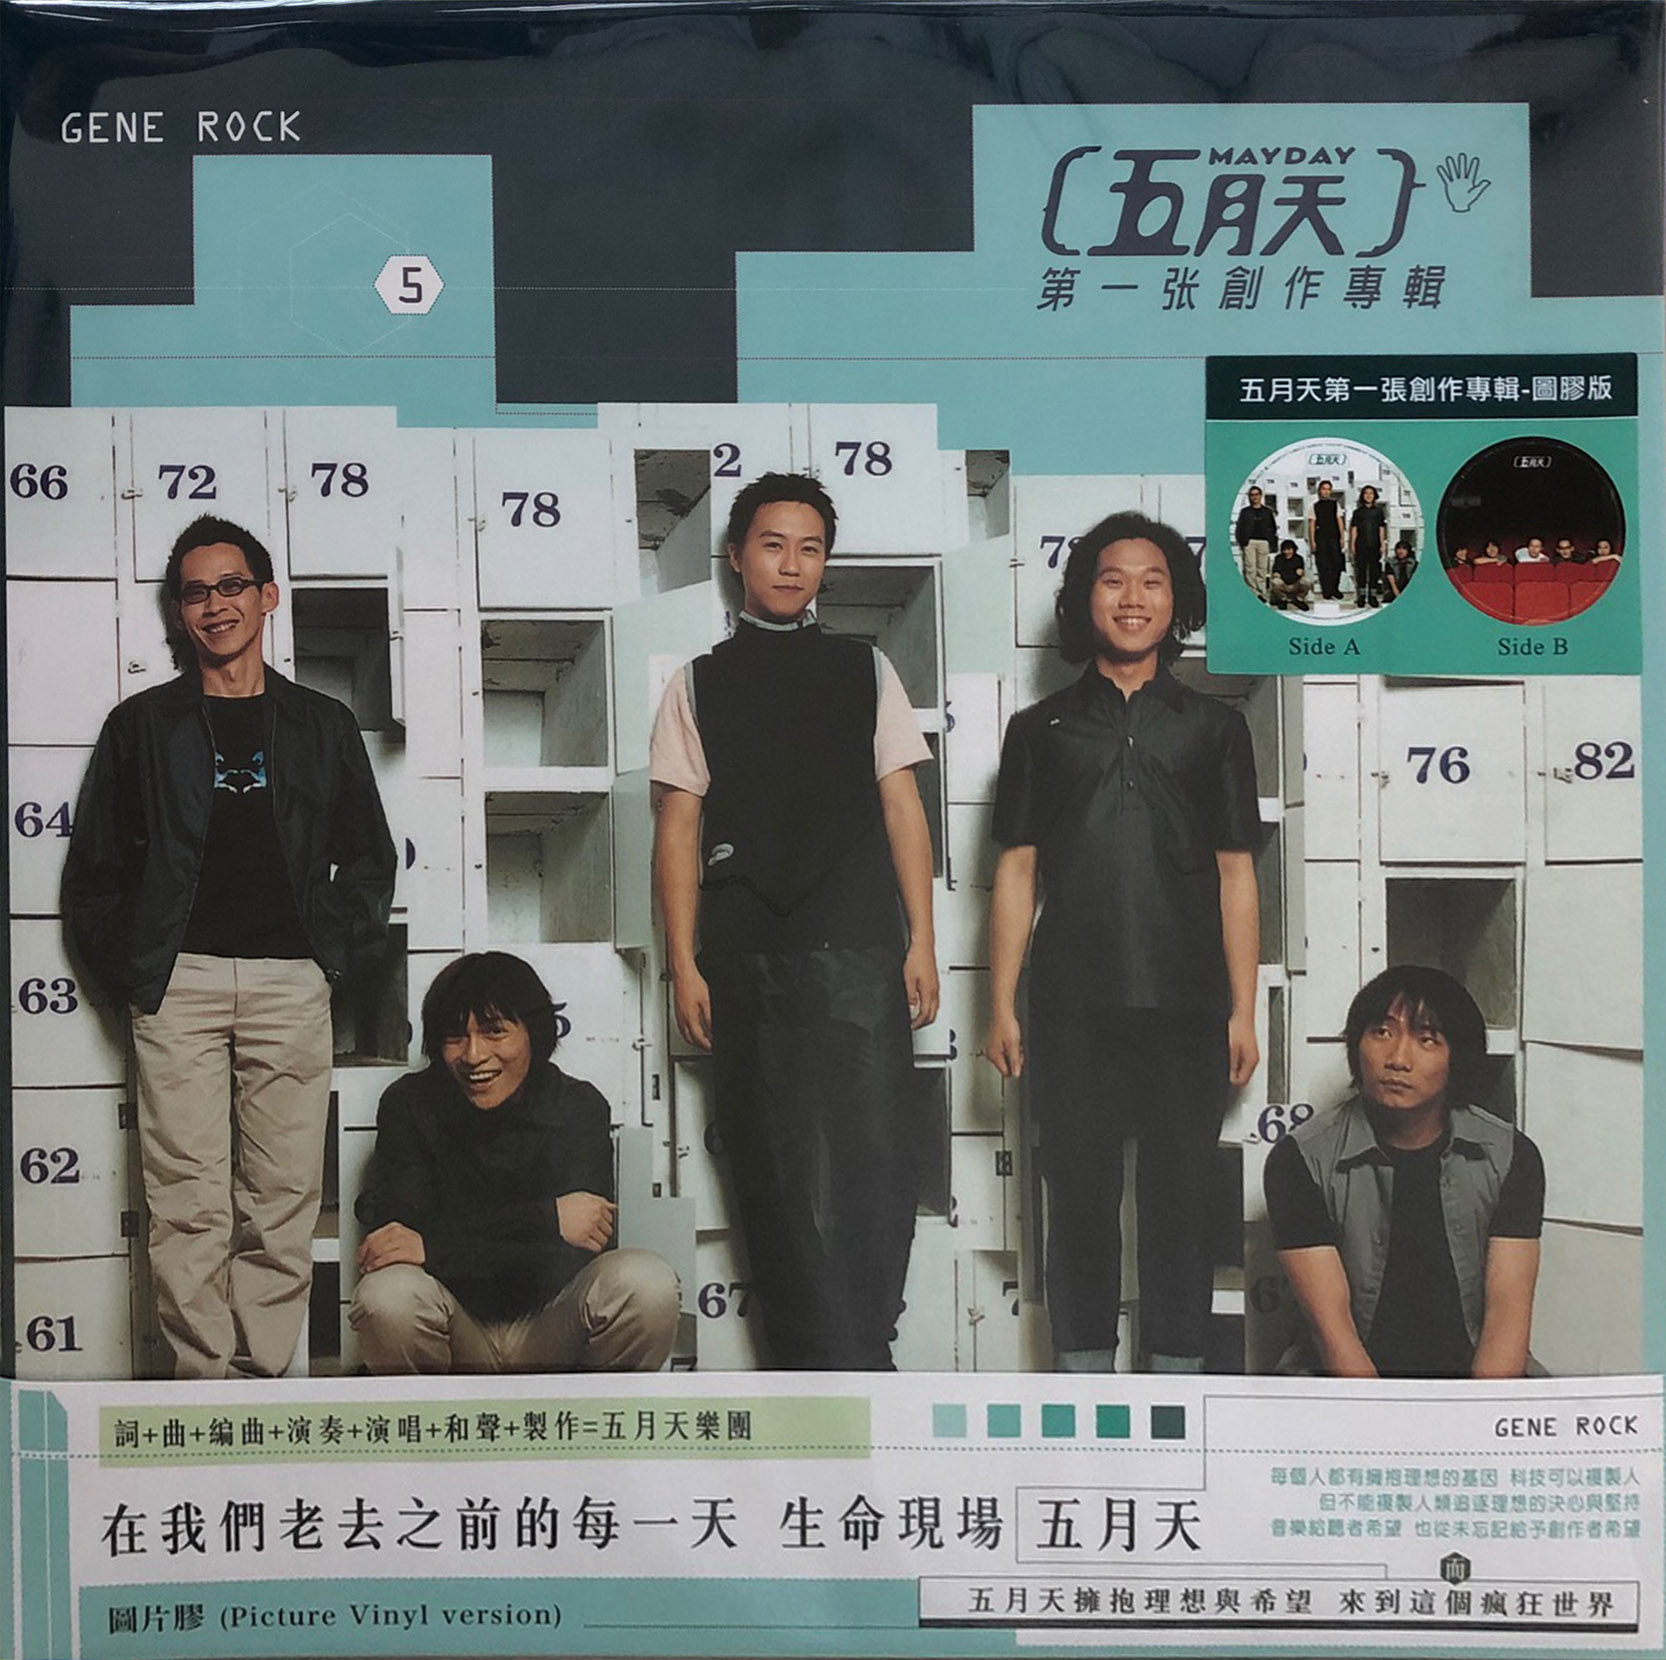 GENE ROCK
MAYDAY
五月天
第一张創作專輯
5
五月天第一張創作專輯-圖膠版
五月天
五月天
Side A
Side B
66
72
78
78
2
78
76
82
64
63
62
61
68
67
詞+曲+編曲+演奏+演唱+和聲+製作=五月天樂團
在我們老去之前的每一天 生命現場 五月天
圖片膠 (Picture Vinyl version)
GENE ROCK
每個人都有擁抱理想的基因 科技可以複製人
但不能複製人類追逐理想的決心與堅持
音樂給聽者希望 也從未忘記給予創作者希望
而
五月天擁抱理想與希望 來到這個瘋狂世界